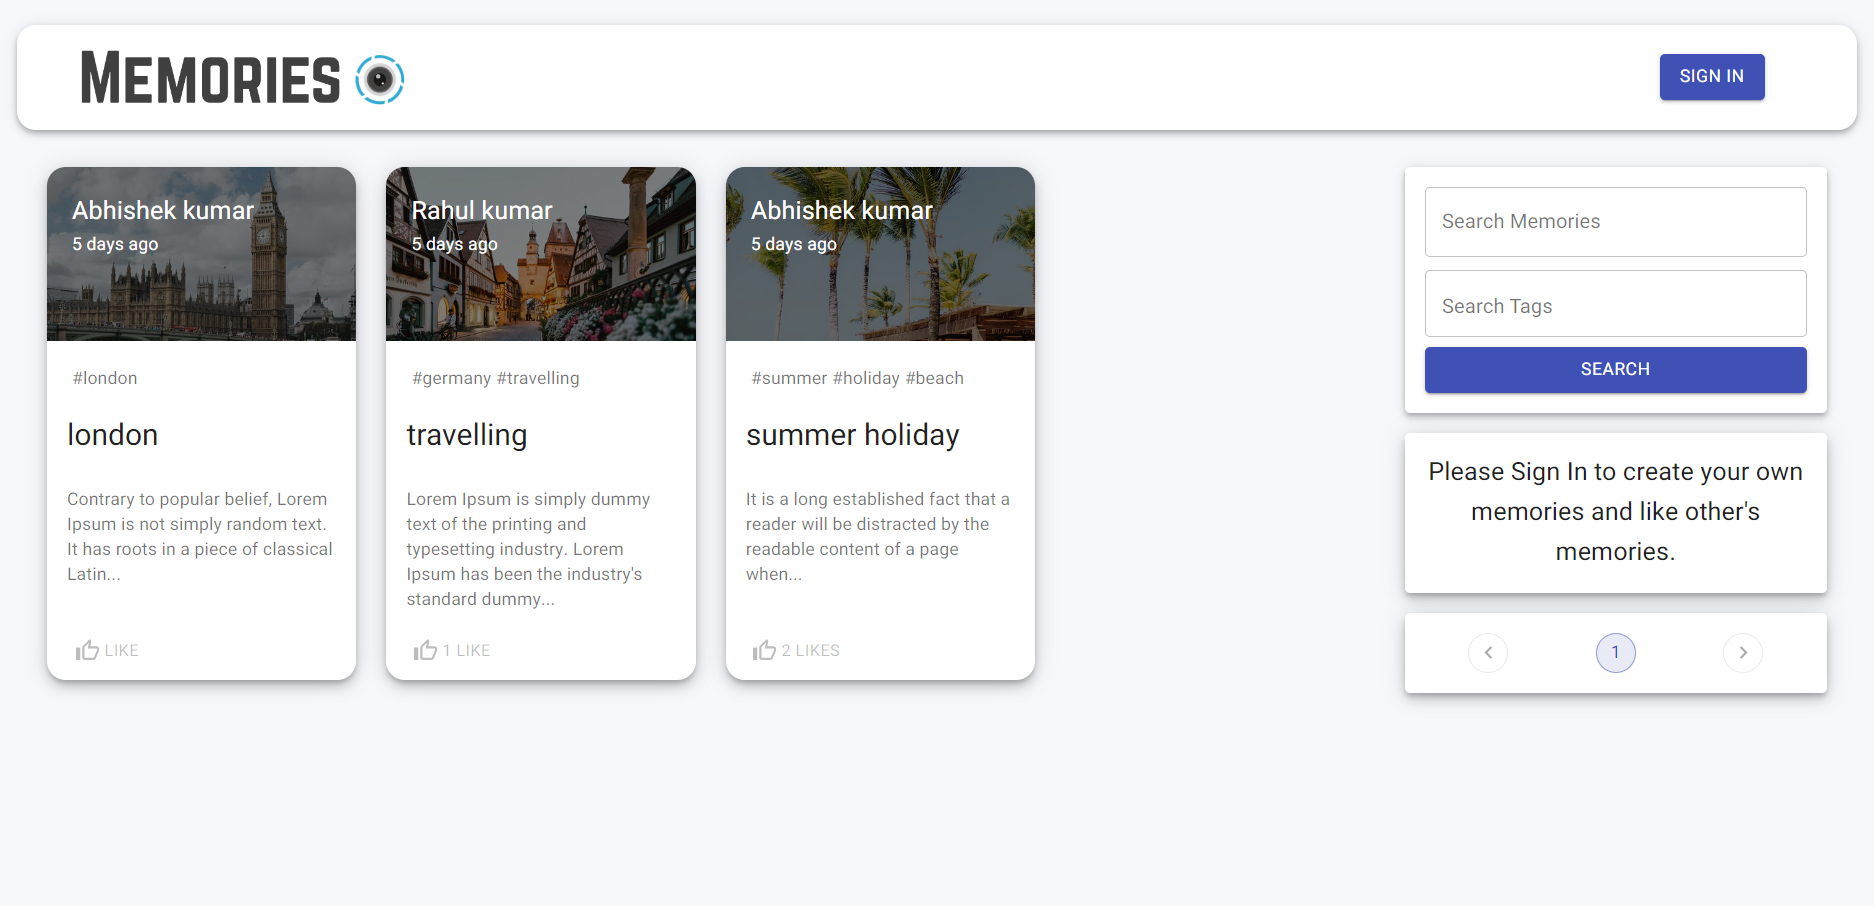 MEMORIES
SIGN IN
Abhishek kumar
5 days ago
#london
london
Contrary to popular belief, Lorem
Ipsum is not simply random text.
It has roots in a piece of classical
Latin...
LIKE
Rahul kumar
5 days ago
#germany #travelling
travelling
Lorem Ipsum is simply dummy
text of the printing and
typesetting industry. Lorem
Ipsum has been the industry's
standard dummy...
1 LIKE
Abhishek kumar
5 days ago
#summer #holiday #beach
summer holiday
It is a long established fact that a
reader will be distracted by the
readable content of a page
when...
2 LIKES
Search Memories
Search Tags
SEARCH
Please Sign In to create your own
memories and like other's
memories.
1